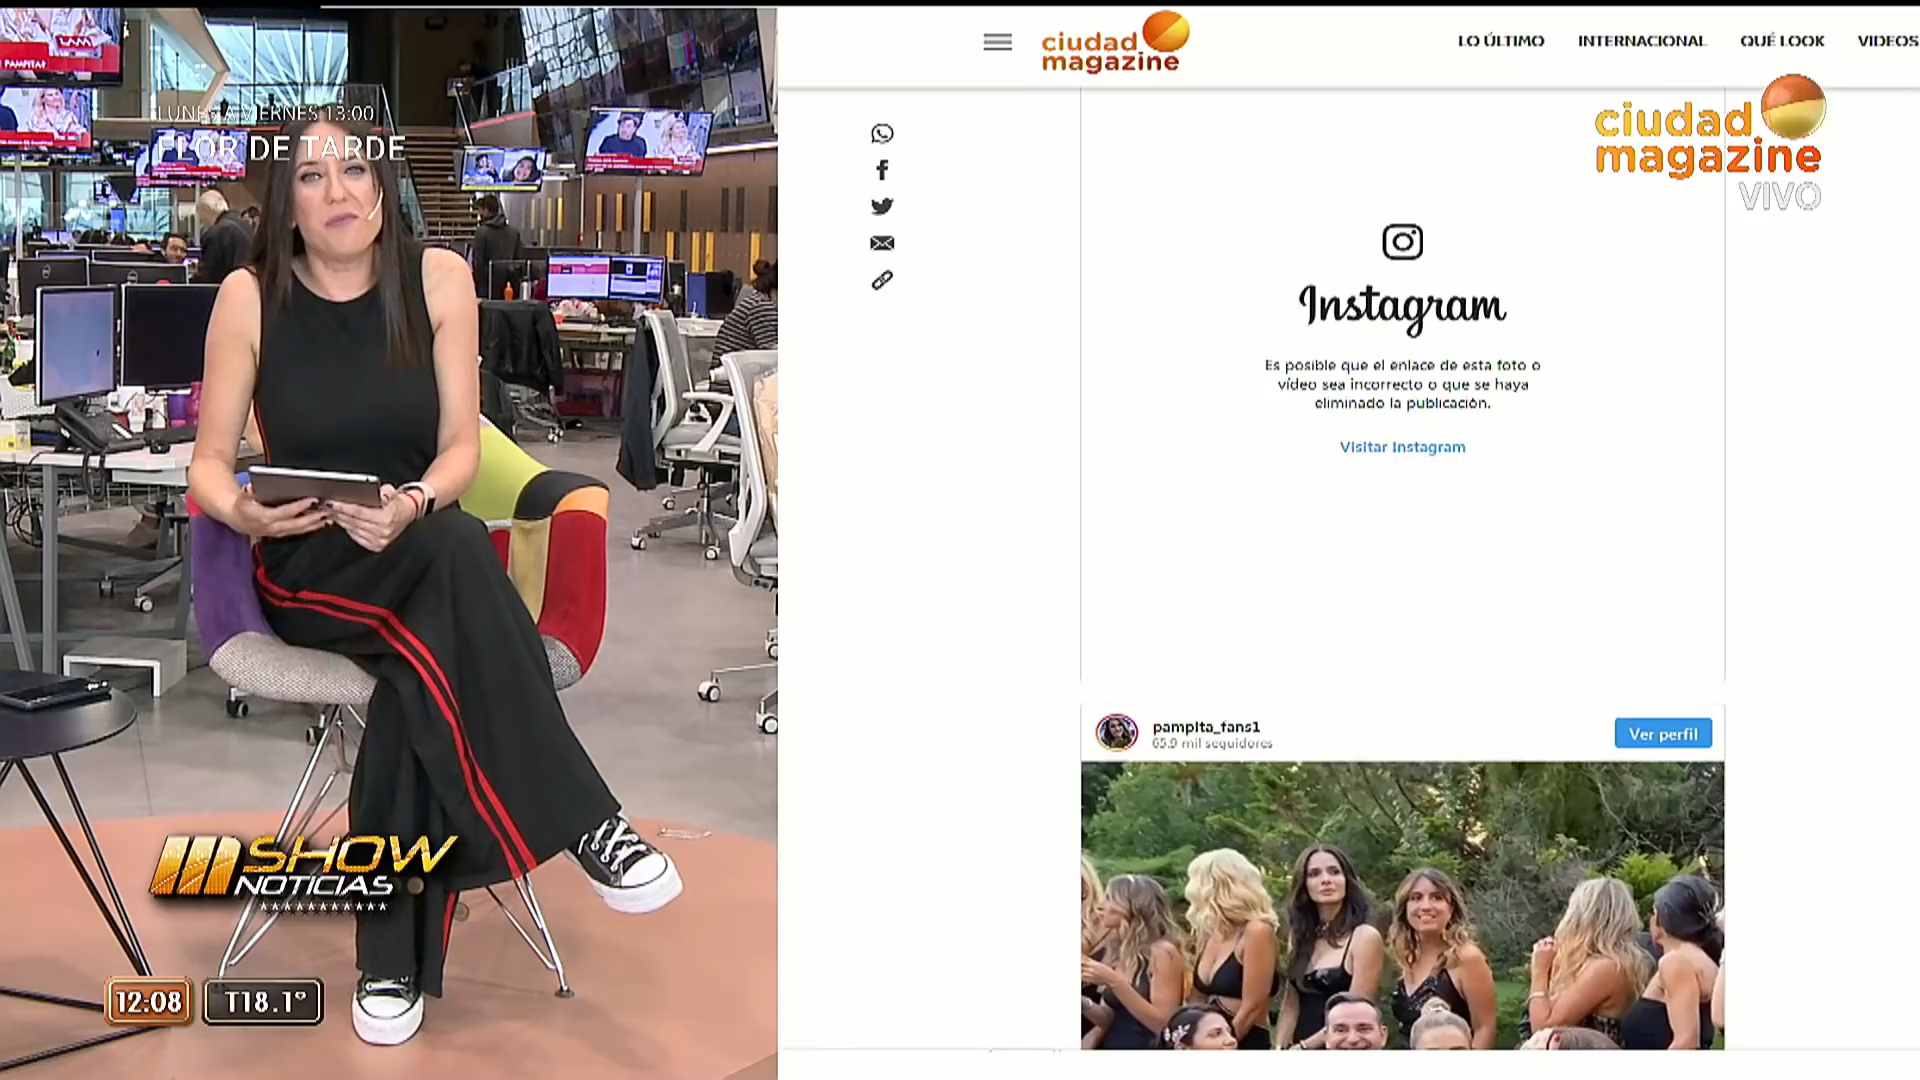 LAM
PAMPITA
LUNES A VIERNES 13:00
FLOR DE TARDE
SHOW
NOTICIAS
12:08
T18.1°
ciudad
magazine
LO ÚLTIMO
INTERNACIONAL
QUÉ LOOK
VIDEOS
ciudad
magazine
VIVO
Instagram
Es posible que el enlace de esta foto o
vídeo sea incorrecto o que se haya
eliminado la publicación.
Visitar Instagram
pampita_fans1
65.9 mil seguidores
Ver perfil